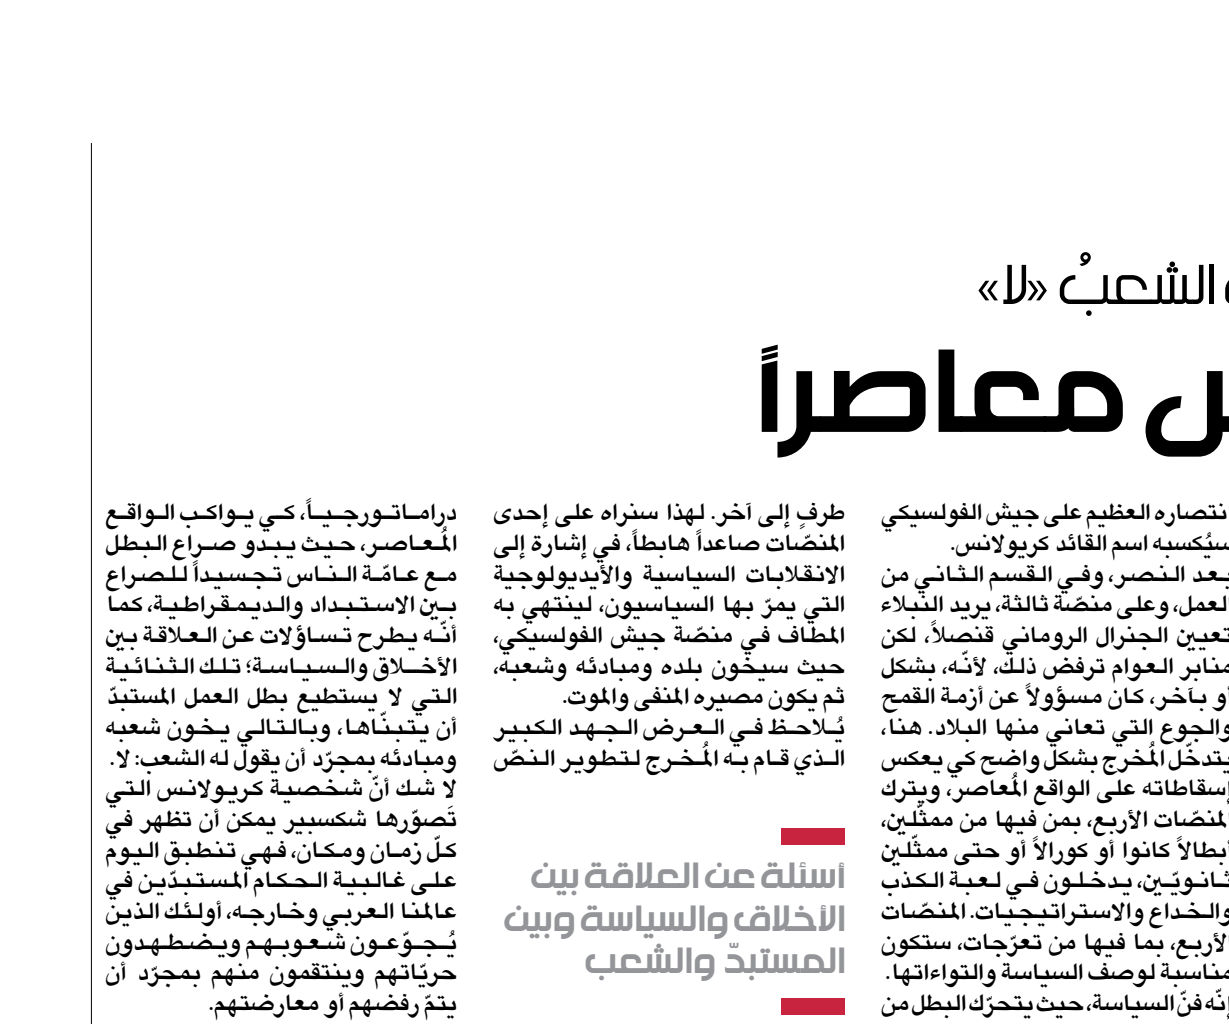 الشعبُ «لا»
معاصراً
نتصاره العظيم على جيش الفولسيكي
سيُكسبه اسم القائد كريولانس.
بعد النصر، وفي القسم الثاني من
لعمل، وعلى منصّة ثالثة، يريد النبلاء
تعيين الجنرال الروماني قنصلاً، لكن
منابر العوام ترفض ذلك، لأنّه، بشكل
أو بآخر، كان مسؤولاً عن أزمة القمح
والجوع التي تعاني منها البلاد. هنا،
يتدخّل المُخرج بشكل واضح كي يعكس
إسقاطاته على الواقع المُعاصر، ويترك
لمنصّات الأربع، بمن فيها من ممثّلين،
أبطالاً كانوا أو كورالاً أو حتى ممثّلين
ثانويّين، يدخلون في لعبة الكذب
والخداع والاستراتيجيات. المنصّات
لأربع، بما فيها من تعرّجات، ستكون
مناسبة لوصف السياسة والتواءاتها.
إنّه فنّ السياسة، حيث يتحرّك البطل من
طرفٍ إلى آخر. لهذا سنراه على إحدى
المنصّات صاعداً هابطاً، في إشارة إلى
الانقلابات السياسية والأيديولوجية
التي يمرّ بها السياسيون، لينتهي به
المطاف في منصّة جيش الفولسيكي،
حيث سيخون بلده ومبادئه وشعبه،
ثم يكون مصيره المنفى والموت.
يُلاحظ في العرض الجهد الكبير
الذي قام به المُخرج لتطوير النصّ
أسئلة عن العلاقة بين
الأخلاق والسياسة وبين
المستبدّ والشعب
دراماتورجياً، كي يواكب الواقع
المُعاصر، حيث يبدو صراع البطل
مع عامّة الناس تجسيداً للصراع
بين الاستبداد والديمقراطية، كما
أنّه يطرح تساؤلات عن العلاقة بين
الأخلاق والسياسة؛ تلك الثنائية
التي لا يستطيع بطل العمل المستبدّ
أن يتبنّاها، وبالتالي يخون شعبه
ومبادئه بمجرّد أن يقول له الشعب: لا.
لا شك أنّ شخصية كريولانس التي
تَصوّرها شكسبير يمكن أن تظهر في
كلّ زمان ومكان، فهي تنطبق اليوم
على غالبية الحكام المستبدّين في
عالمنا العربي وخارجه، أولئك الذين
يُجوّعون شعوبهم ويضطهدون
حريّاتهم وينتقمون منهم بمجرّد أن
يتمّ رفضهم أو معارضتهم.